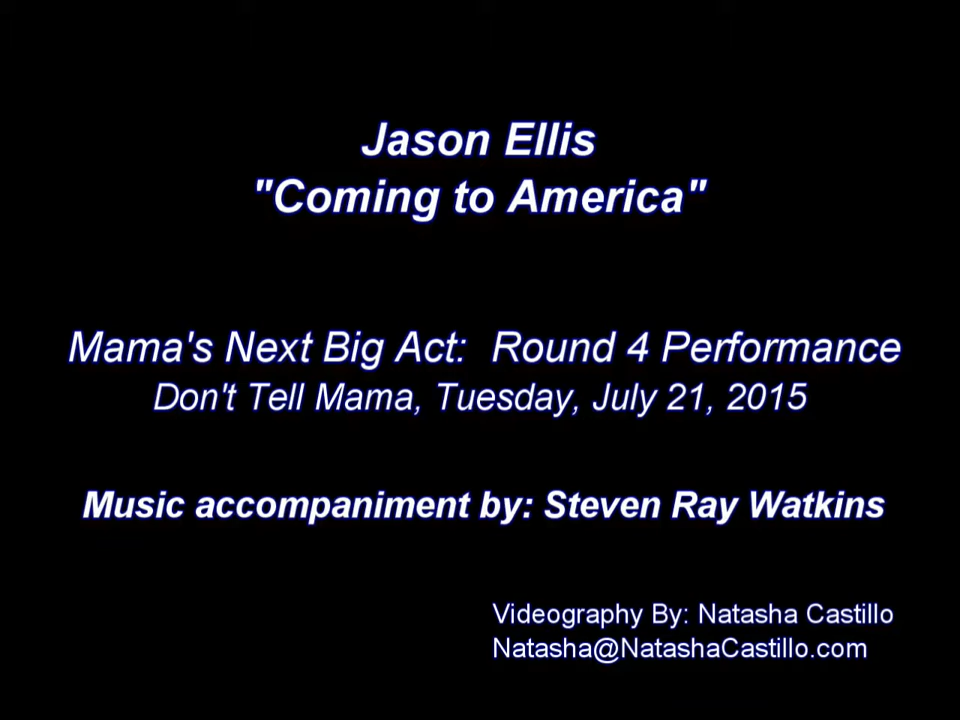 Jason Ellis
"Coming to America"
Mama's Next Big Act:  Round 4 Performance
Don't Tell Mama, Tuesday, July 21, 2015
Music accompaniment by: Steven Ray Watkins
Videography By: Natasha Castillo
Natasha@NatashaCastillo.com